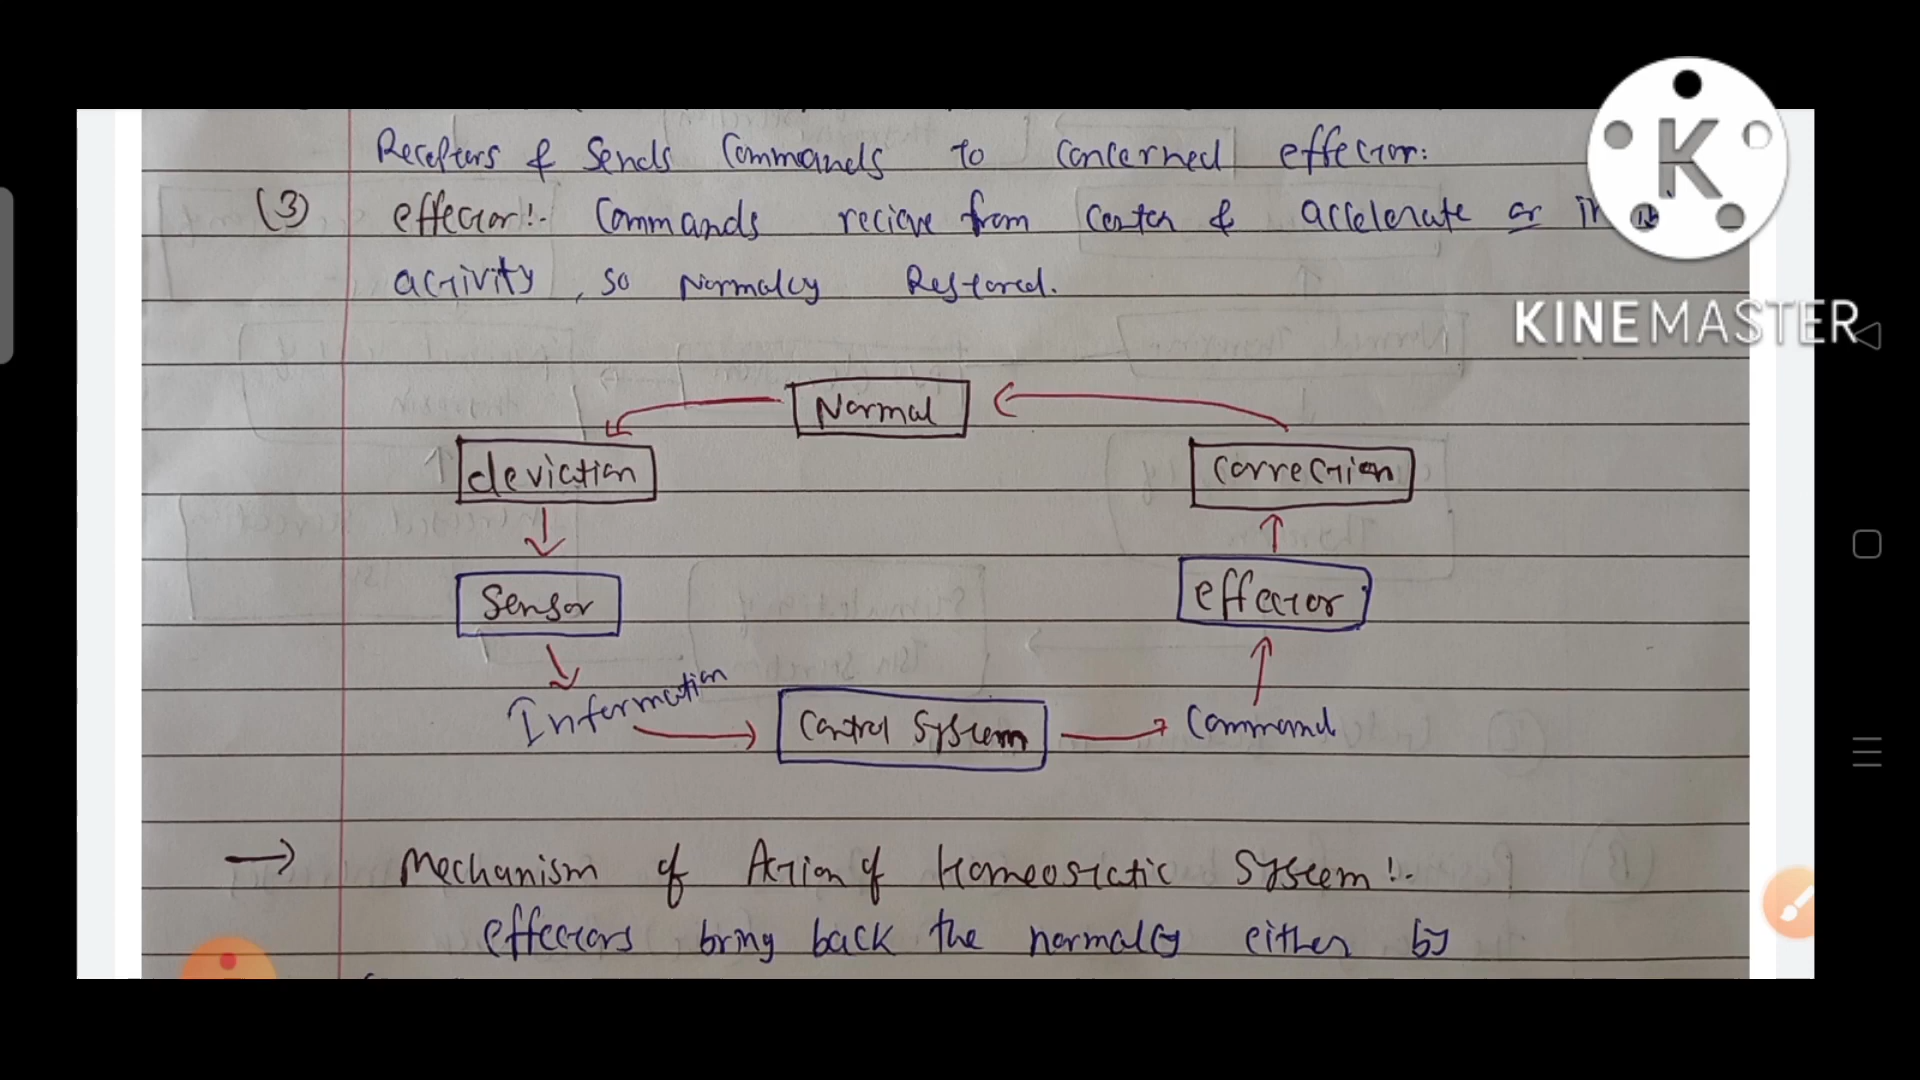 Receptors & Sends Commands to concerned effector.
(3) effector:- Commands recieve from Center & accelerate or
activity, so Normalcy Restored.
KINEMASTER
Normal
deviation
correction
Sensor
effector
Information
Control System
Command
→ Mechanism of Action of Homeostatic System:-
effectors bring back the normalcy either by